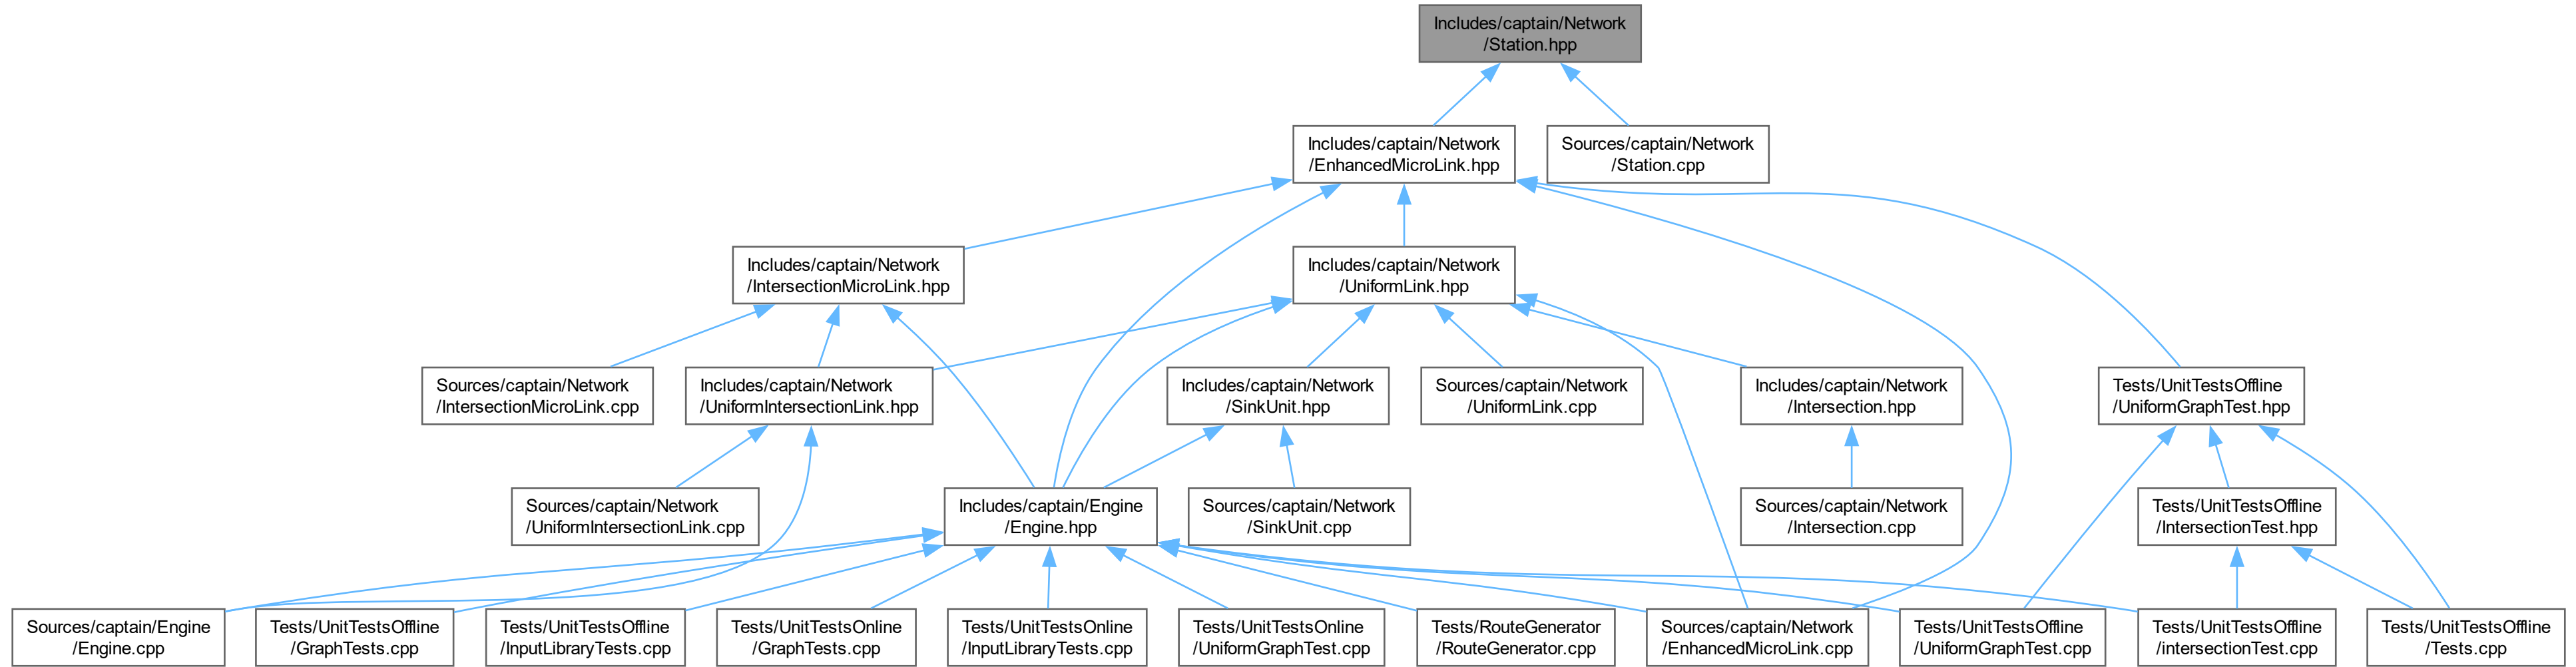 Includes/captain/Network
/Station.hpp
Includes/captain/Network
/EnhancedMicroLink.hpp
Sources/captain/Network
/Station.cpp
Includes/captain/Network
/IntersectionMicroLink.hpp
Includes/captain/Network
/UniformLink.hpp
Sources/captain/Network
/IntersectionMicroLink.cpp
Includes/captain/Network
/UniformIntersectionLink.hpp
Includes/captain/Network
/SinkUnit.hpp
Sources/captain/Network
/UniformLink.cpp
Includes/captain/Network
/Intersection.hpp
Tests/UnitTestsOffline
/UniformGraphTest.hpp
Sources/captain/Network
/UniformIntersectionLink.cpp
Includes/captain/Engine
/Engine.hpp
Sources/captain/Network
/SinkUnit.cpp
Sources/captain/Network
/Intersection.cpp
Tests/UnitTestsOffline
/IntersectionTest.hpp
Sources/captain/Engine
/Engine.cpp
Tests/UnitTestsOffline
/GraphTests.cpp
Tests/UnitTestsOffline
/InputLibraryTests.cpp
Tests/UnitTestsOnline
/GraphTests.cpp
Tests/UnitTestsOnline
/InputLibraryTests.cpp
Tests/UnitTestsOnline
/UniformGraphTest.cpp
Tests/RouteGenerator
/RouteGenerator.cpp
Sources/captain/Network
/EnhancedMicroLink.cpp
Tests/UnitTestsOffline
/UniformGraphTest.cpp
Tests/UnitTestsOffline
/intersectionTest.cpp
Tests/UnitTestsOffline
/Tests.cpp